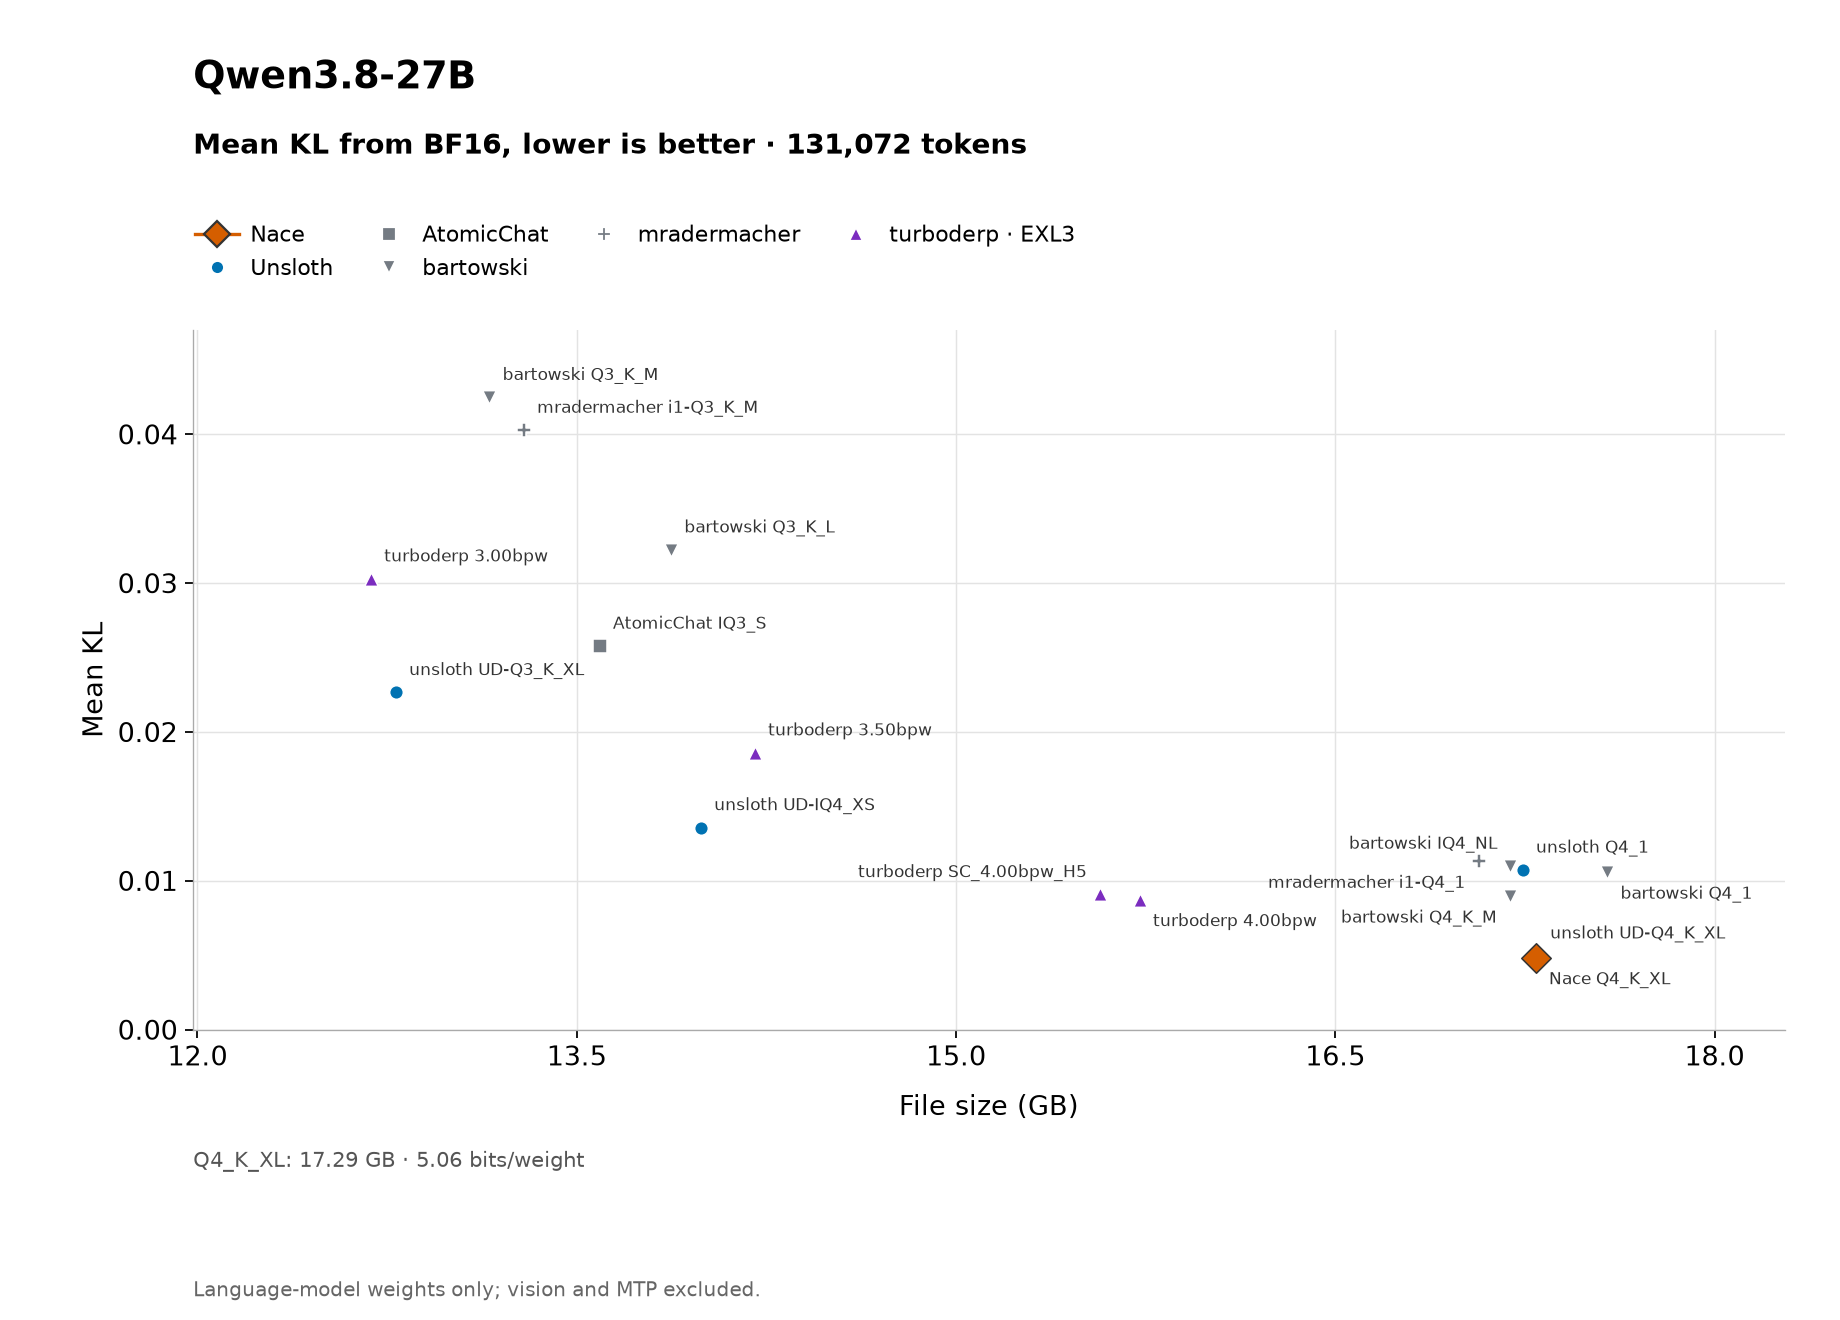 Qwen3.8-27B
Mean KL from BF16, lower is better · 131,072 tokens
Nace
AtomicChat
mradermacher
turboderp · EXL3
Unsloth
bartowski
bartowski Q3_K_M
mradermacher i1-Q3_K_M
0.04
bartowski Q3_K_L
turboderp 3.00bpw
0.03
AtomicChat IQ3_S
unsloth UD-Q3_K_XL
Mean KL
turboderp 3.50bpw
0.02
unsloth UD-IQ4_XS
bartowski IQ4_NL
unsloth Q4_1
turboderp SC_4.00bpw_H5
0.01
mradermacher i1-Q4_1
bartowski Q4_1
bartowski Q4_K_M
turboderp 4.00bpw
unsloth UD-Q4_K_XL
Nace Q4_K_XL
0.00
12.0
13.5
15.0
16.5
18.0
File size (GB)
Q4_K_XL: 17.29 GB · 5.06 bits/weight
Language-model weights only; vision and MTP excluded.